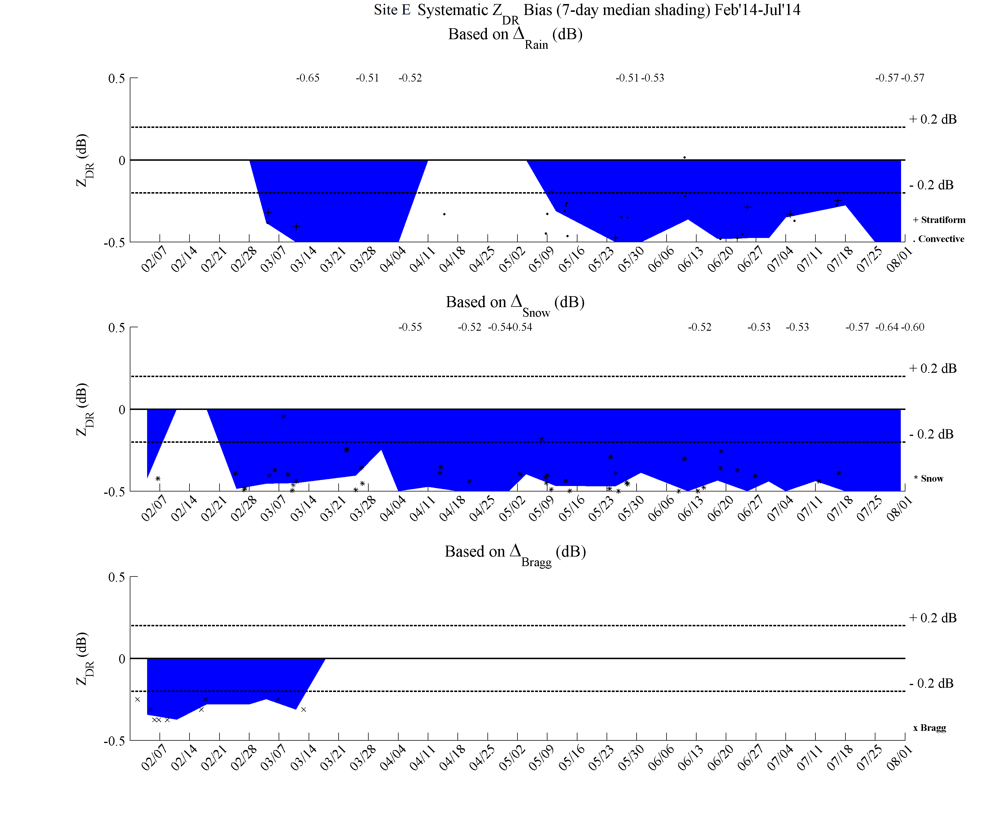 Site E Systematic Z_DR Bias (7-day median shading) Feb'14-Jul'14
Based on Δ_Rain (dB)
-0.65 -0.51 -0.52 -0.51 -0.53 -0.57 -0.57
0.5
+ 0.2 dB
0
- 0.2 dB
Z_DR (dB)
+ Stratiform
. Convective
-0.5
02/07 02/14 02/21 02/28 03/07 03/14 03/21 03/28 04/04 04/11 04/18 04/25 05/02 05/09 05/16 05/23 05/30 06/06 06/13 06/20 06/27 07/04 07/11 07/18 07/25 08/01
Based on Δ_Snow (dB)
-0.55 -0.52 -0.54 -0.54 -0.52 -0.53 -0.53 -0.57 -0.64 -0.60
0.5
+ 0.2 dB
0
- 0.2 dB
Z_DR (dB)
* Snow
-0.5
02/07 02/14 02/21 02/28 03/07 03/14 03/21 03/28 04/04 04/11 04/18 04/25 05/02 05/09 05/16 05/23 05/30 06/06 06/13 06/20 06/27 07/04 07/11 07/18 07/25 08/01
Based on Δ_Bragg (dB)
0.5
+ 0.2 dB
0
- 0.2 dB
Z_DR (dB)
x Bragg
-0.5
02/07 02/14 02/21 02/28 03/07 03/14 03/21 03/28 04/04 04/11 04/18 04/25 05/02 05/09 05/16 05/23 05/30 06/06 06/13 06/20 06/27 07/04 07/11 07/18 07/25 08/01